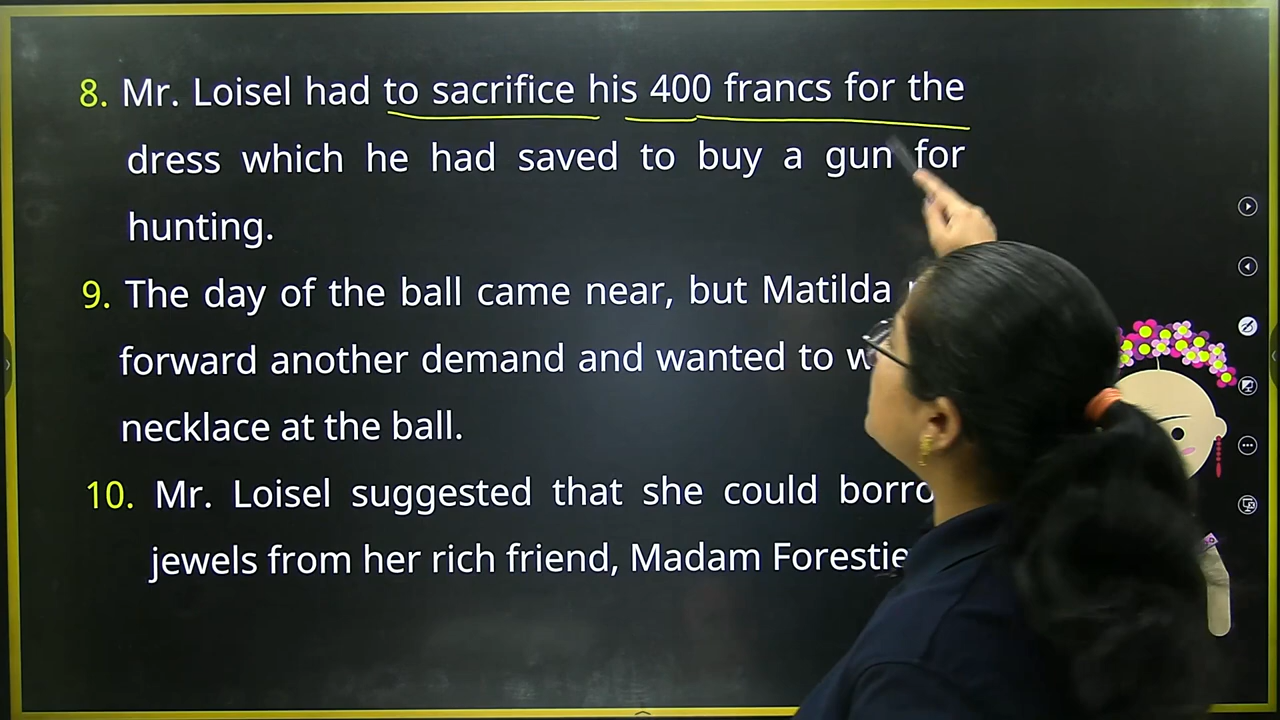 8. Mr. Loisel had to sacrifice his 400 francs for the
dress which he had saved to buy a gun for
hunting.
9. The day of the ball came near, but Matilda
forward another demand and wanted to
necklace at the ball.
10. Mr. Loisel suggested that she could
jewels from her rich friend, Madam